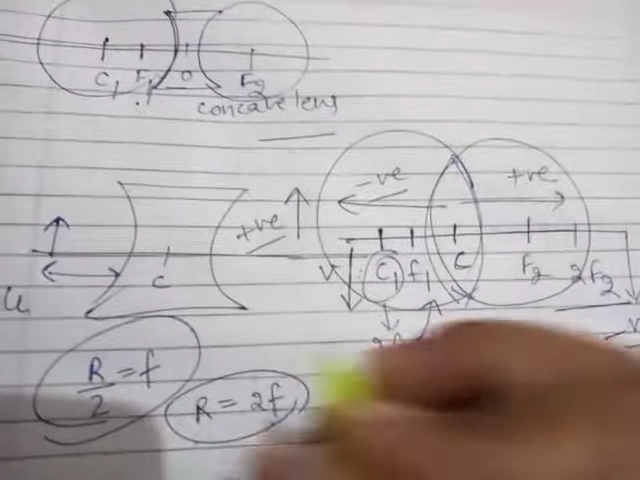 C1 F1 O F2
concave lens
-ve +ve
+ve
C1 f1 C F2 2F2
C
u
R/2 = f
R = 2f